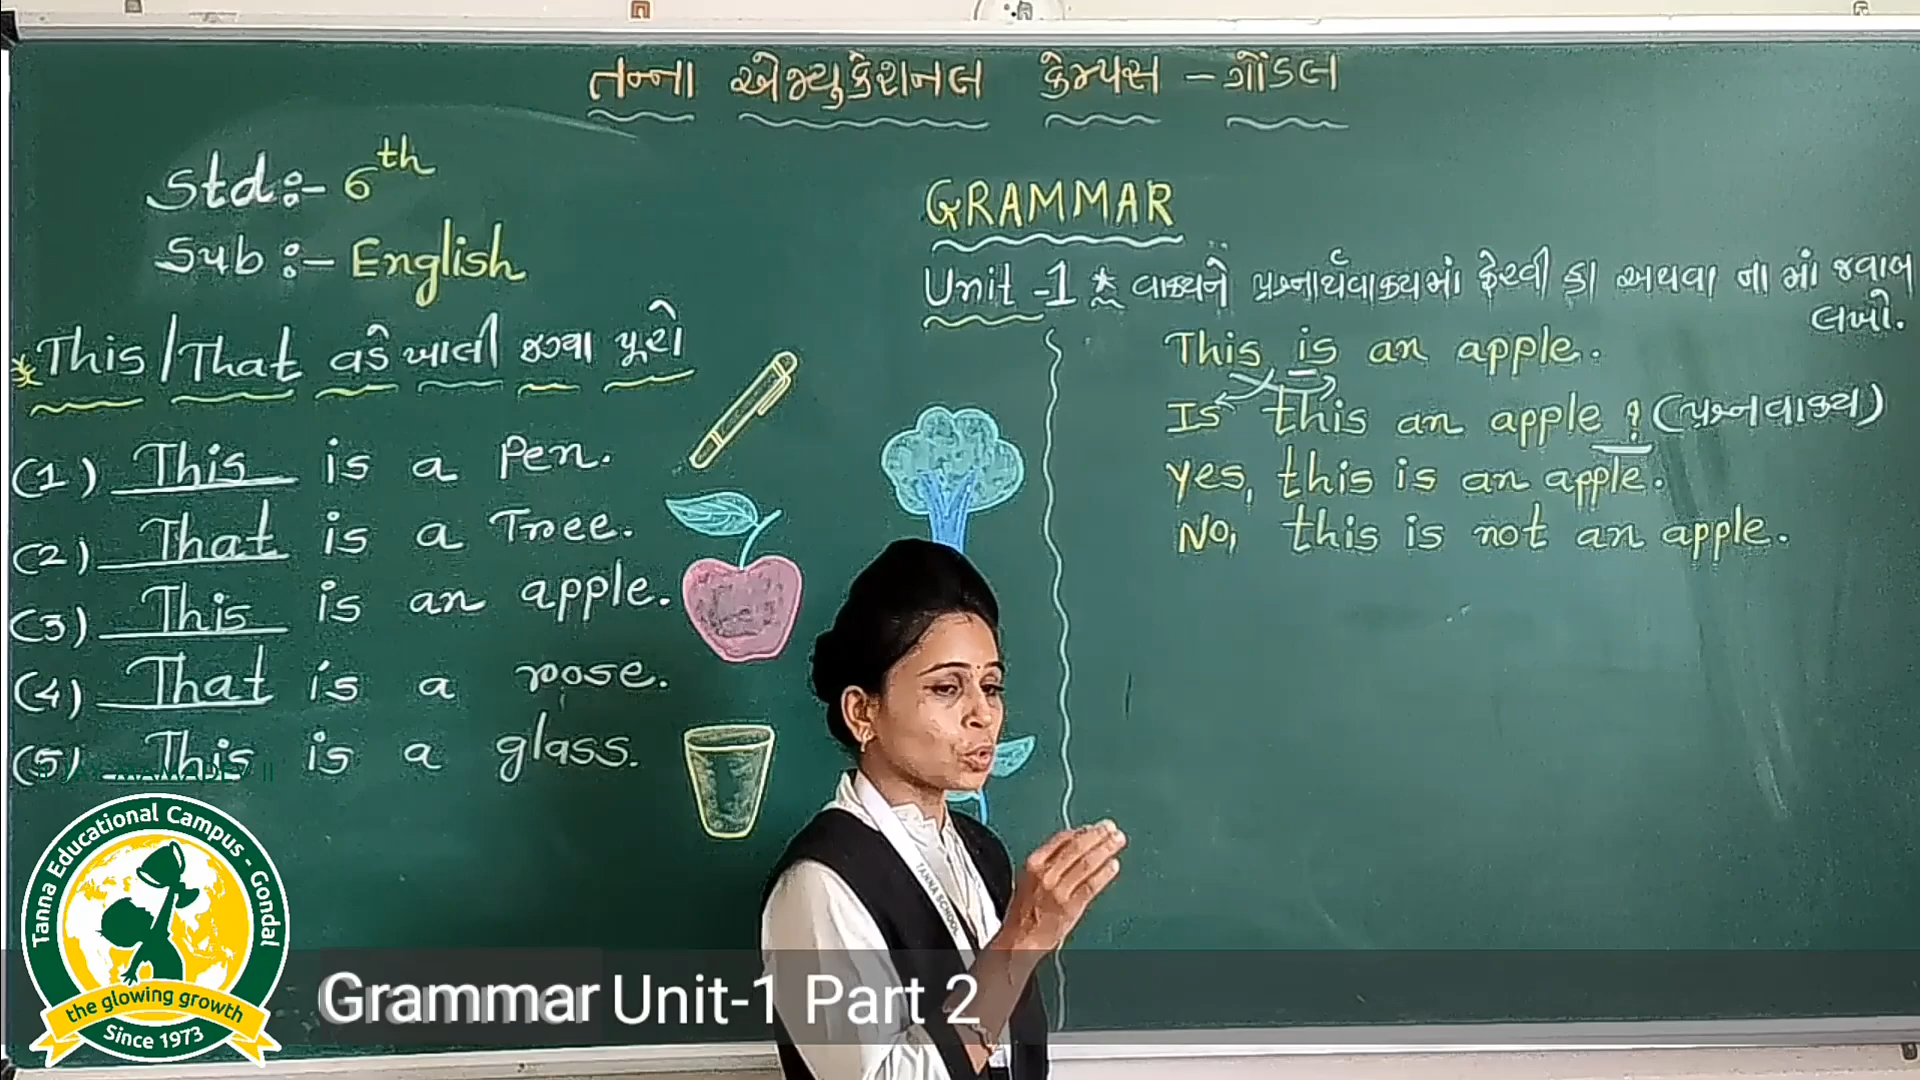 તન્ના એજ્યુકેશનલ કેમ્પસ – ગોંડલ
Std:- 6th
Sub:- English
* This / That વડે ખાલી જગ્યા પૂરો
(1) This is a Pen.
(2) That is a Tree.
(3) This is an apple.
(4) That is a rose.
(5) This is a glass.
GRAMMAR
Unit -1 * વાક્યને પ્રશ્નાર્થવાક્યમાં ફેરવી હા અથવા ના માં જવાબ
લખો.
This is an apple.
Is this an apple ? (પ્રશ્નવાક્ય)
yes, this is an apple.
No, this is not an apple.
TANNA SCHOOL
Tanna Educational Campus - Gondal
the glowing growth
Since 1973
Grammar Unit-1 Part 2